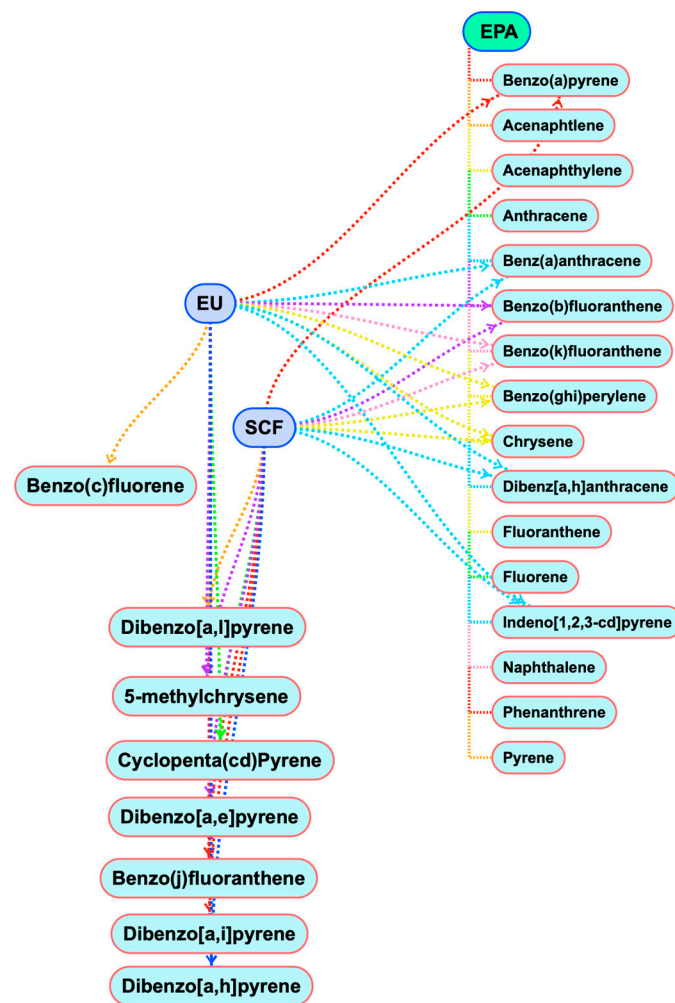 EPA
Benzo(a)pyrene
Acenaphtlene
Acenaphthylene
Anthracene
Benz(a)anthracene
Benzo(b)fluoranthene
Benzo(k)fluoranthene
Benzo(ghi)perylene
Chrysene
Dibenz[a,h]anthracene
Fluoranthene
Fluorene
Indeno[1,2,3-cd]pyrene
Naphthalene
Phenanthrene
Pyrene
EU
SCF
Benzo(c)fluorene
Dibenzo[a,l]pyrene
5-methylchrysene
Cyclopenta(cd)Pyrene
Dibenzo[a,e]pyrene
Benzo(j)fluoranthene
Dibenzo[a,i]pyrene
Dibenzo[a,h]pyrene